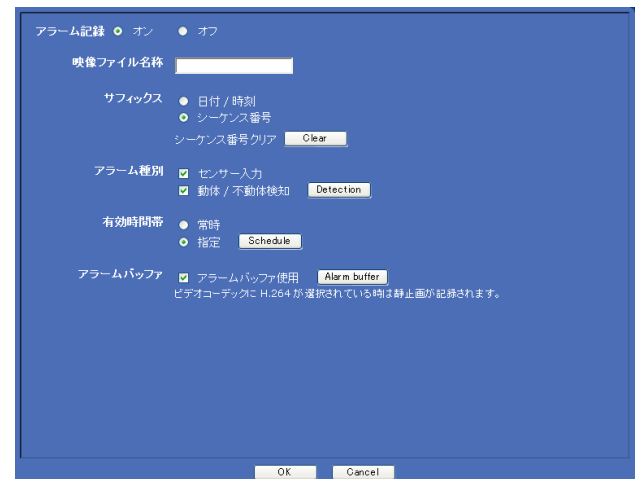 アラーム記録 オン オフ
映像ファイル名称
サフィックス 日付 / 時刻
シーケンス番号
シーケンス番号クリア Clear
アラーム種別 センサー入力
動体 / 不動体検知 Detection
有効時間帯 常時
指定 Schedule
アラームバッファ アラームバッファ使用 Alarm buffer
ビデオコーデックに H.264 が選択されている時は静止画が記録されます。
OK Cancel